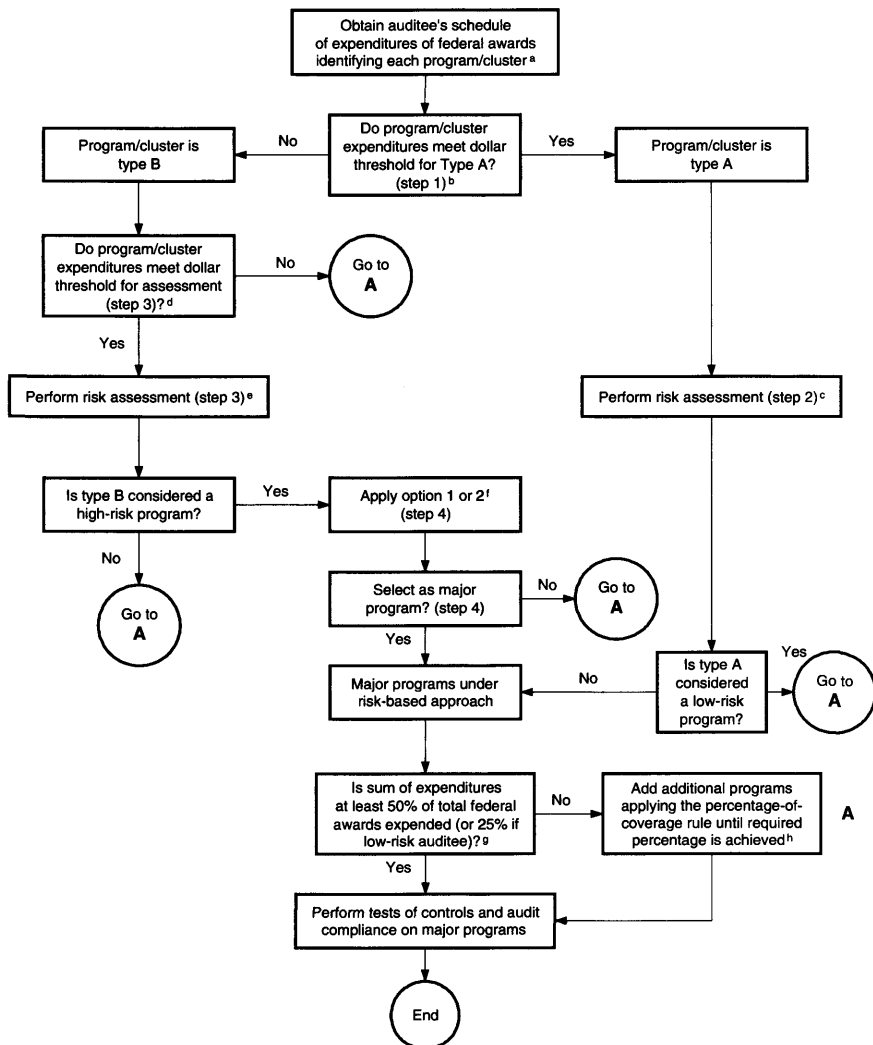 Obtain auditee's schedule
of expenditures of federal awards
identifying each program/cluster a
Do program/cluster
expenditures meet dollar
threshold for Type A?
(step 1) b
No
Yes
Program/cluster is
type B
Program/cluster is
type A
Do program/cluster
expenditures meet dollar
threshold for assessment
(step 3)? d
No
Go to
A
Yes
Perform risk assessment (step 3) e
Perform risk assessment (step 2) c
Is type B considered a
high-risk program?
Yes
Apply option 1 or 2 f
(step 4)
No
Go to
A
Select as major
program? (step 4)
No
Go to
A
Yes
Major programs under
risk-based approach
No
Is type A
considered
a low-risk
program?
Yes
Go to
A
Is sum of expenditures
at least 50% of total federal
awards expended (or 25% if
low-risk auditee)? g
No
Add additional programs
applying the percentage-of-
coverage rule until required
percentage is achieved h
A
Yes
Perform tests of controls and audit
compliance on major programs
End